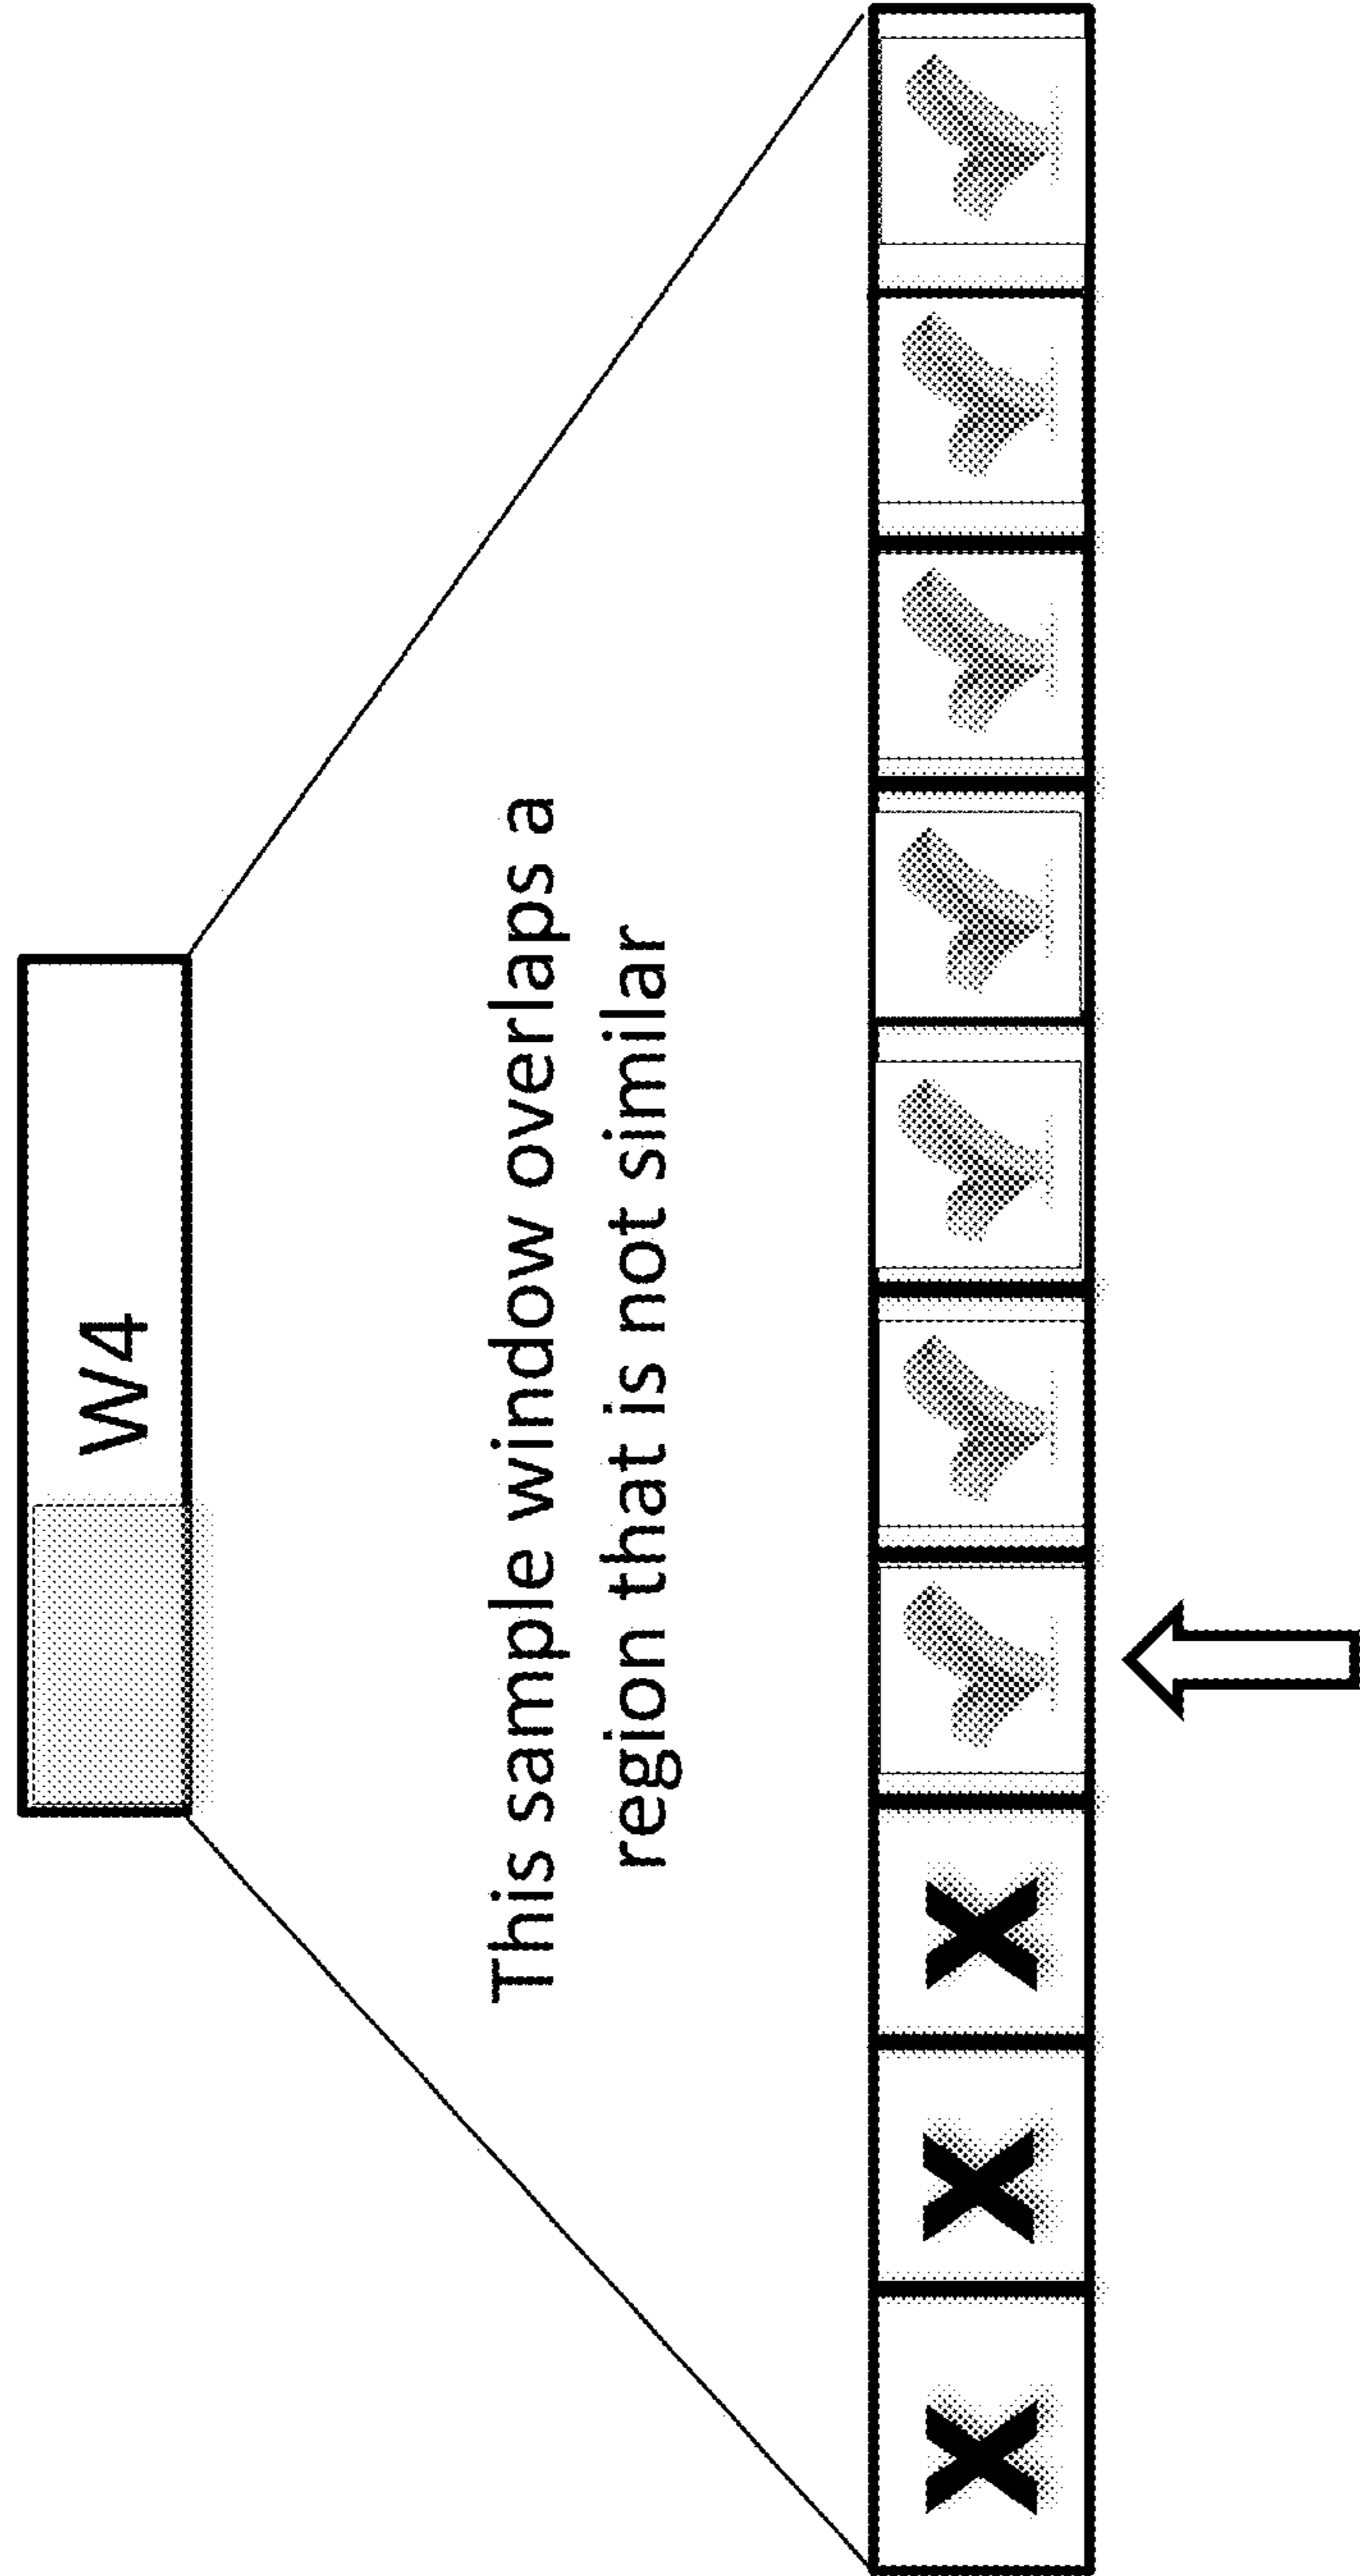 W4
This sample window overlaps a
region that is not similar
X X X